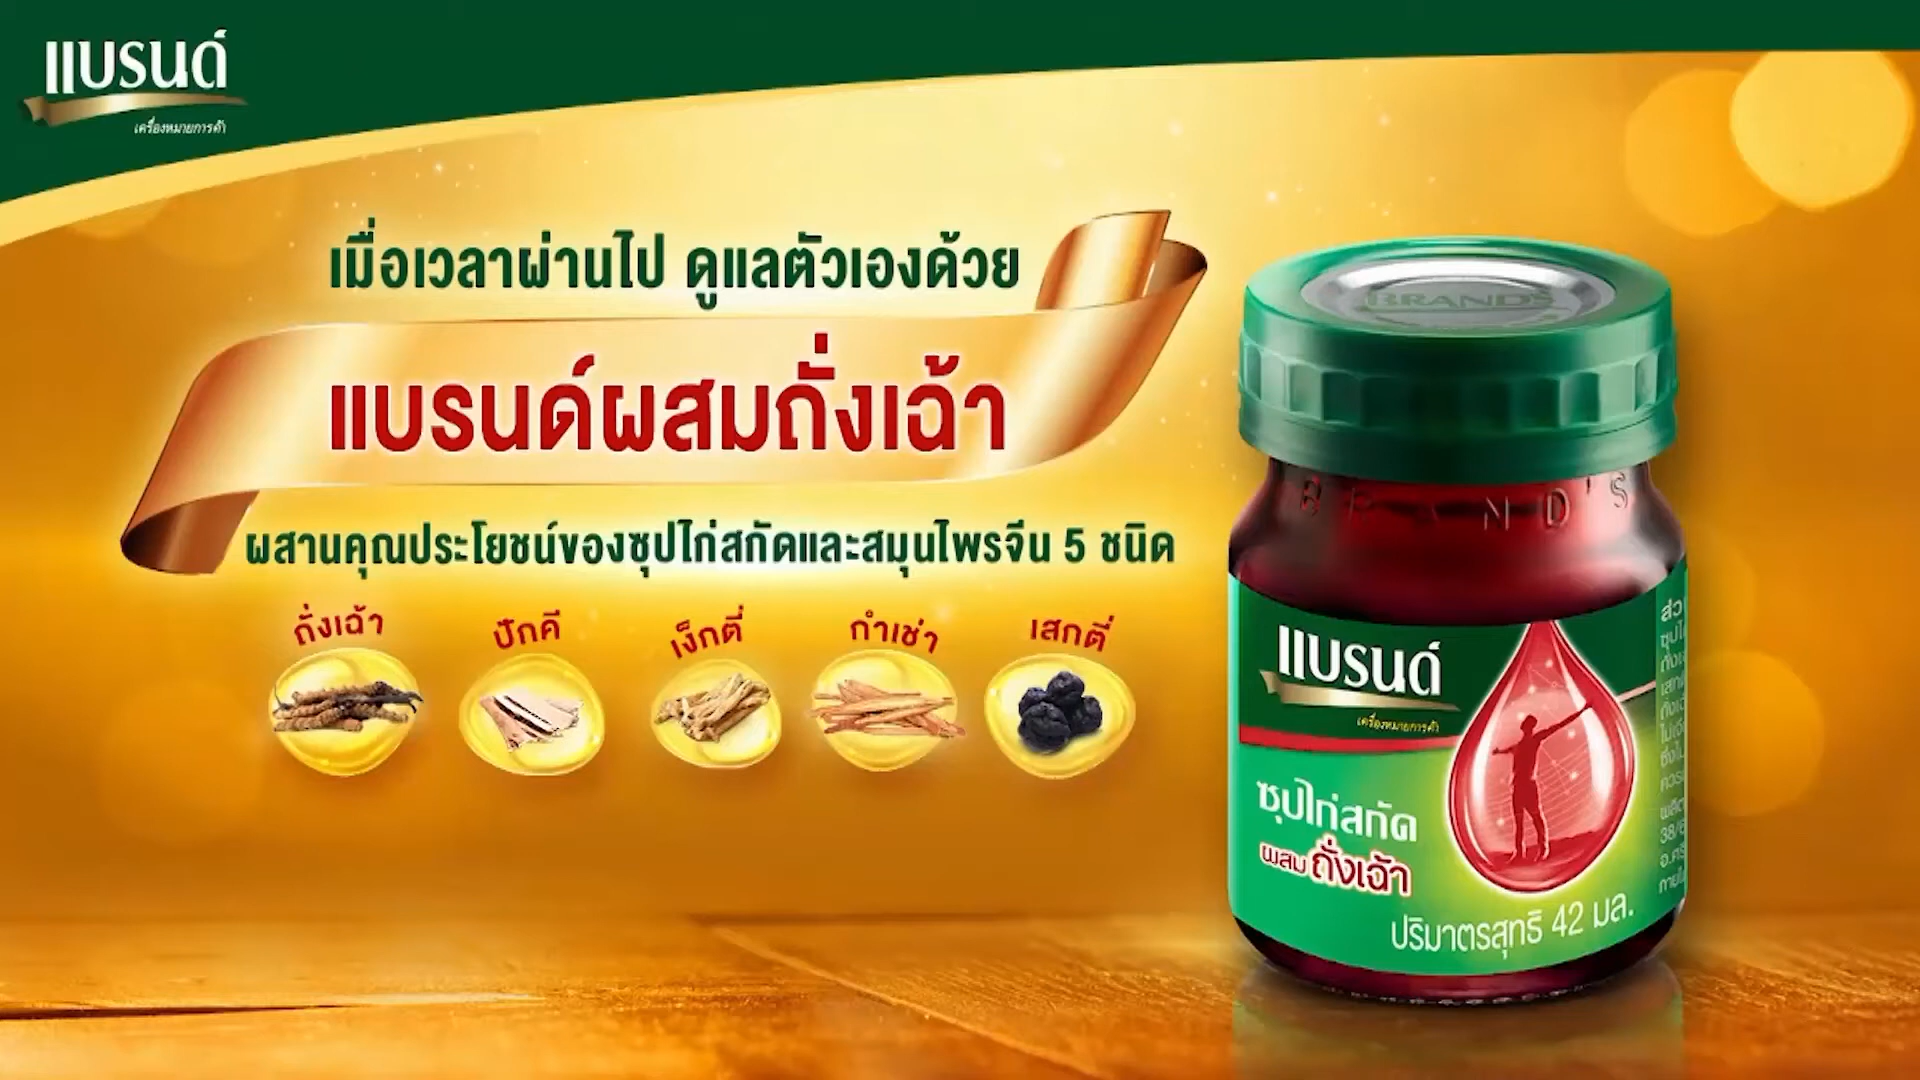 แบรนด์
เครื่องหมายการค้า
เมื่อเวลาผ่านไป ดูแลตัวเองด้วย
แบรนด์ผสมถั่งเฉ้า
ผสานคุณประโยชน์ของซุปไก่สกัดและสมุนไพรจีน 5 ชนิด
ถั่งเฉ้า ปักคี เง็กตี่ กำเช่า เสกตี่
BRAND'S
BRAND'S
แบรนด์
เครื่องหมายการค้า
ซุปไก่สกัด
ผสม ถั่งเฉ้า
ปริมาตรสุทธิ 42 มล.